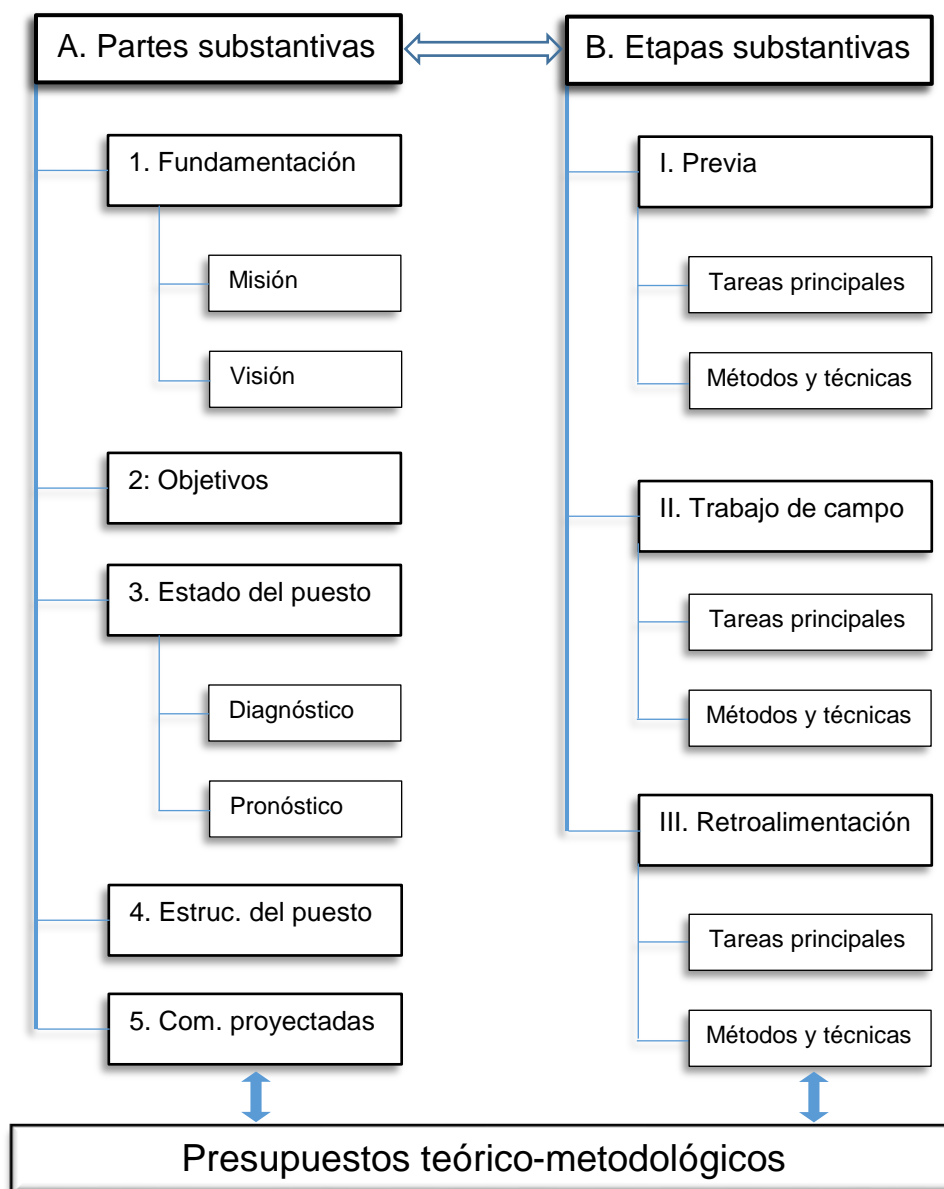 A. Partes substantivas
1. Fundamentación
Misión
Visión
2: Objetivos
3. Estado del puesto
Diagnóstico
Pronóstico
4. Estruc. del puesto
5. Com. proyectadas
B. Etapas substantivas
I. Previa
Tareas principales
Métodos y técnicas
II. Trabajo de campo
Tareas principales
Métodos y técnicas
III. Retroalimentación
Tareas principales
Métodos y técnicas
Presupuestos teórico-metodológicos